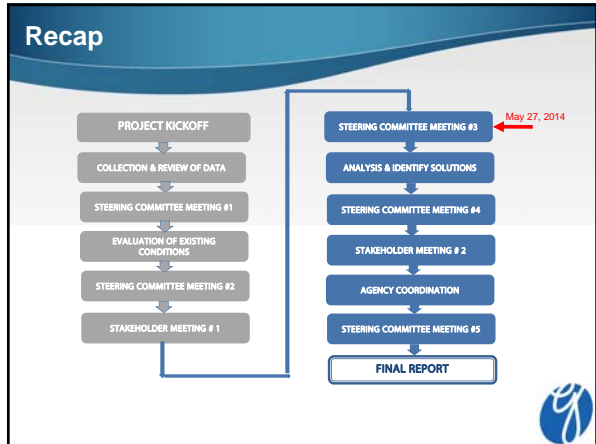 Recap
PROJECT KICKOFF
COLLECTION & REVIEW OF DATA
STEERING COMMITTEE MEETING #1
EVALUATION OF EXISTING
CONDITIONS
STEERING COMMITTEE MEETING #2
STAKEHOLDER MEETING # 1
STEERING COMMITTEE MEETING #3
May 27, 2014
ANALYSIS & IDENTIFY SOLUTIONS
STEERING COMMITTEE MEETING #4
STAKEHOLDER MEETING # 2
AGENCY COORDINATION
STEERING COMMITTEE MEETING #5
FINAL REPORT